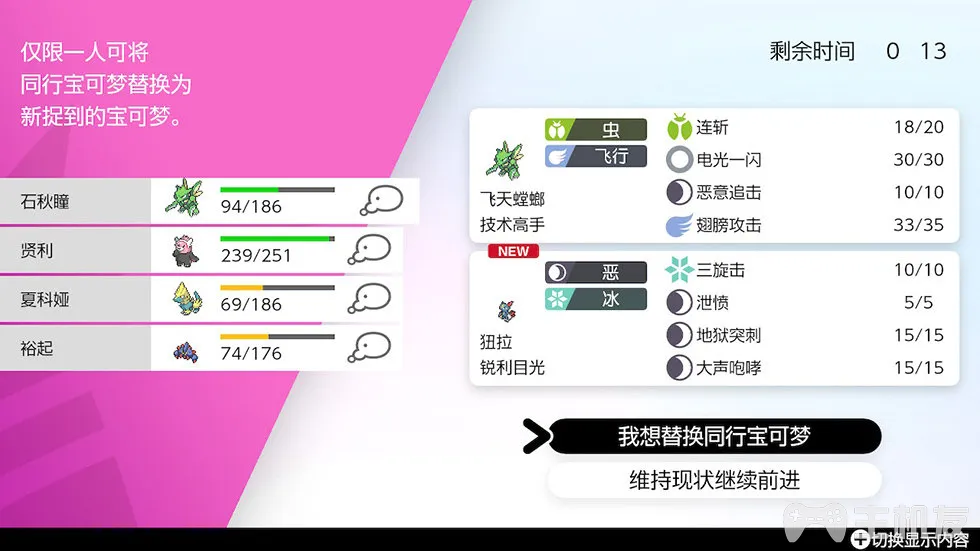 仅限一人可将
同行宝可梦替换为
新捉到的宝可梦。
剩余时间 0 13
石秋瞳 94/186
贤利 239/251
夏科娅 69/186
裕起 74/176
虫
飞行
飞天螳螂
技术高手
连斩 18/20
电光一闪 30/30
恶意追击 10/10
翅膀攻击 33/35
NEW
恶
冰
狃拉
锐利目光
三旋击 10/10
泄愤 5/5
地狱突刺 15/15
大声咆哮 15/15
我想替换同行宝可梦
维持现状继续前进
主机友
切换显示内容